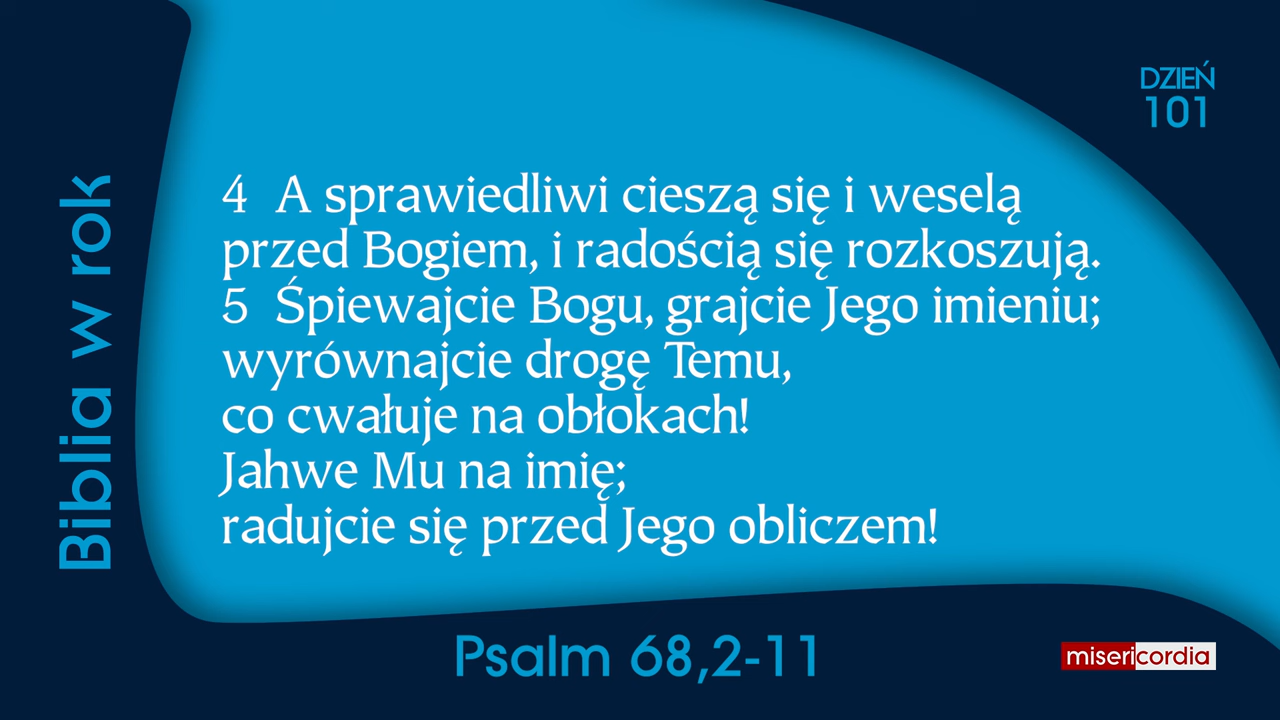 DZIEŃ
101
Biblia w rok
4 A sprawiedliwi cieszą się i weselą
przed Bogiem, i radością się rozkoszują.
5 Śpiewajcie Bogu, grajcie Jego imieniu;
wyrównajcie drogę Temu,
co cwałuje na obłokach!
Jahwe Mu na imię;
radujcie się przed Jego obliczem!
Psalm 68,2-11
misericordia